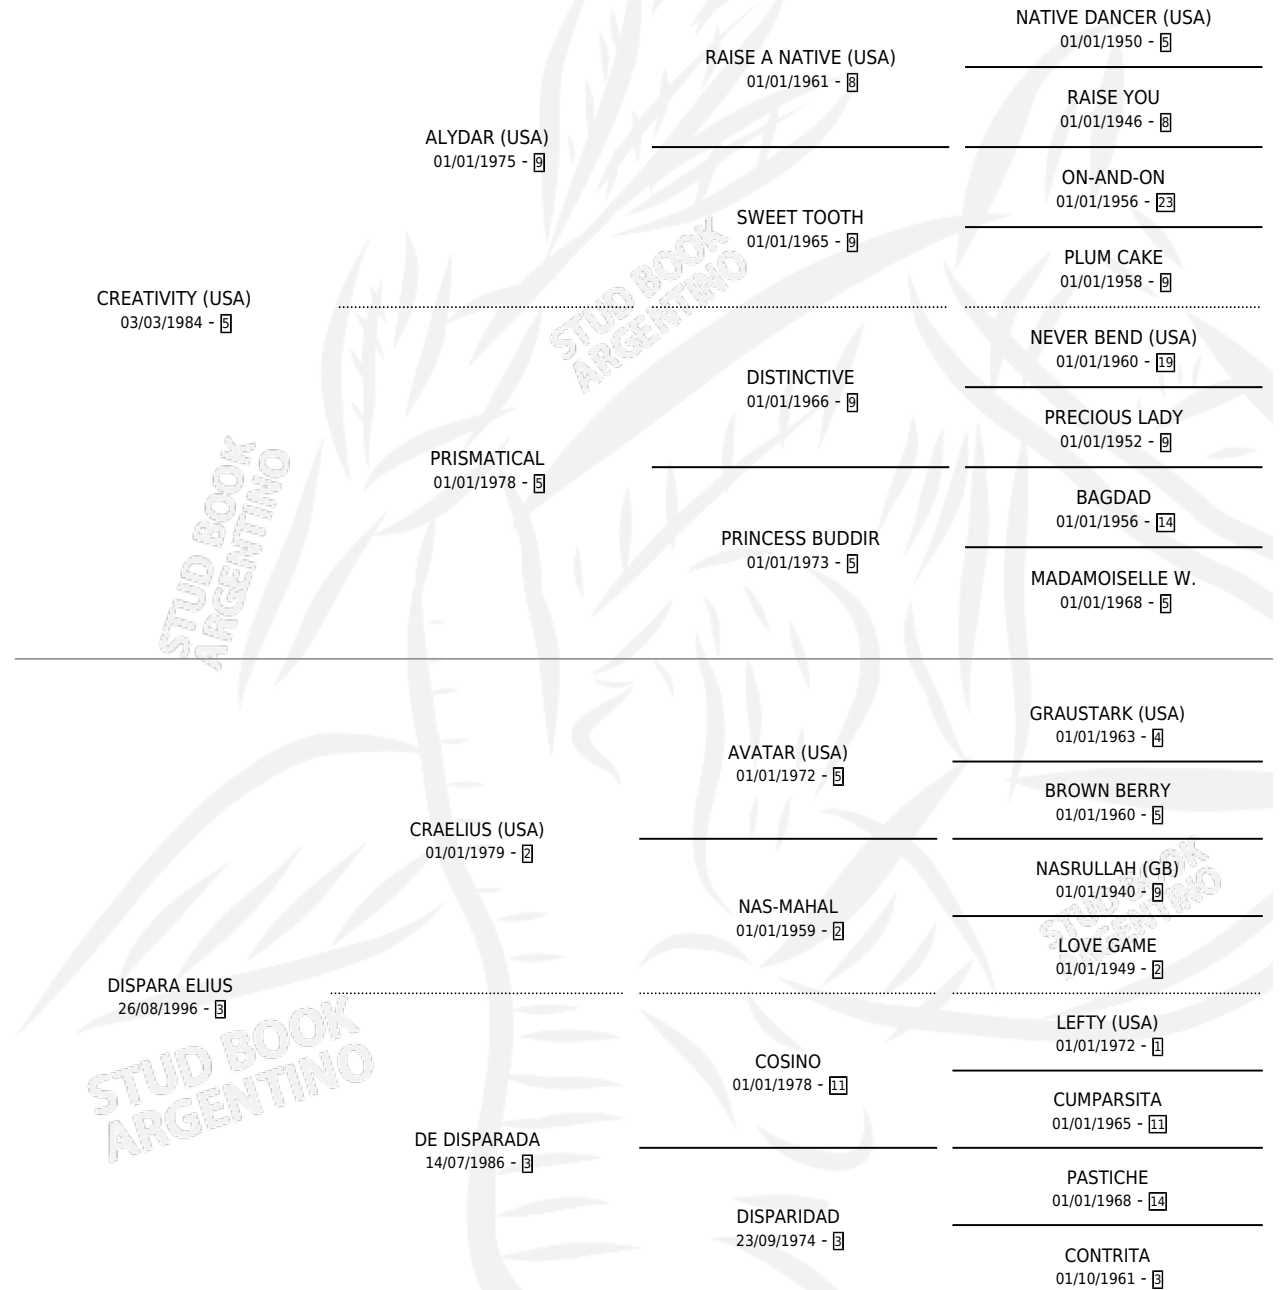 NATIVE DANCER (USA)
01/01/1950 - 5
RAISE A NATIVE (USA)
01/01/1961 - 8
RAISE YOU
01/01/1946 - 8
ALYDAR (USA)
01/01/1975 - 9
ON-AND-ON
01/01/1956 - 23
SWEET TOOTH
01/01/1965 - 9
PLUM CAKE
01/01/1958 - 9
CREATIVITY (USA)
03/03/1984 - 5
NEVER BEND (USA)
01/01/1960 - 19
DISTINCTIVE
01/01/1966 - 9
PRECIOUS LADY
01/01/1952 - 9
PRISMATICAL
01/01/1978 - 5
BAGDAD
01/01/1956 - 14
PRINCESS BUDDIR
01/01/1973 - 5
MADAMOISELLE W.
01/01/1968 - 5
GRAUSTARK (USA)
01/01/1963 - 4
AVATAR (USA)
01/01/1972 - 5
BROWN BERRY
01/01/1960 - 5
CRAELIUS (USA)
01/01/1979 - 2
NASRULLAH (GB)
01/01/1940 - 9
NAS-MAHAL
01/01/1959 - 2
LOVE GAME
01/01/1949 - 2
DISPARA ELIUS
26/08/1996 - 3
LEFTY (USA)
01/01/1972 - 1
COSINO
01/01/1978 - 11
CUMPARSITA
01/01/1965 - 11
DE DISPARADA
14/07/1986 - 3
PASTICHE
01/01/1968 - 14
DISPARIDAD
23/09/1974 - 3
CONTRITA
01/10/1961 - 3
STUD BOOK
ARGENTINO
STUD BOOK
ARGENTINO
STUD BOOK
ARGENTINO
STUD BOOK
ARGENTINO